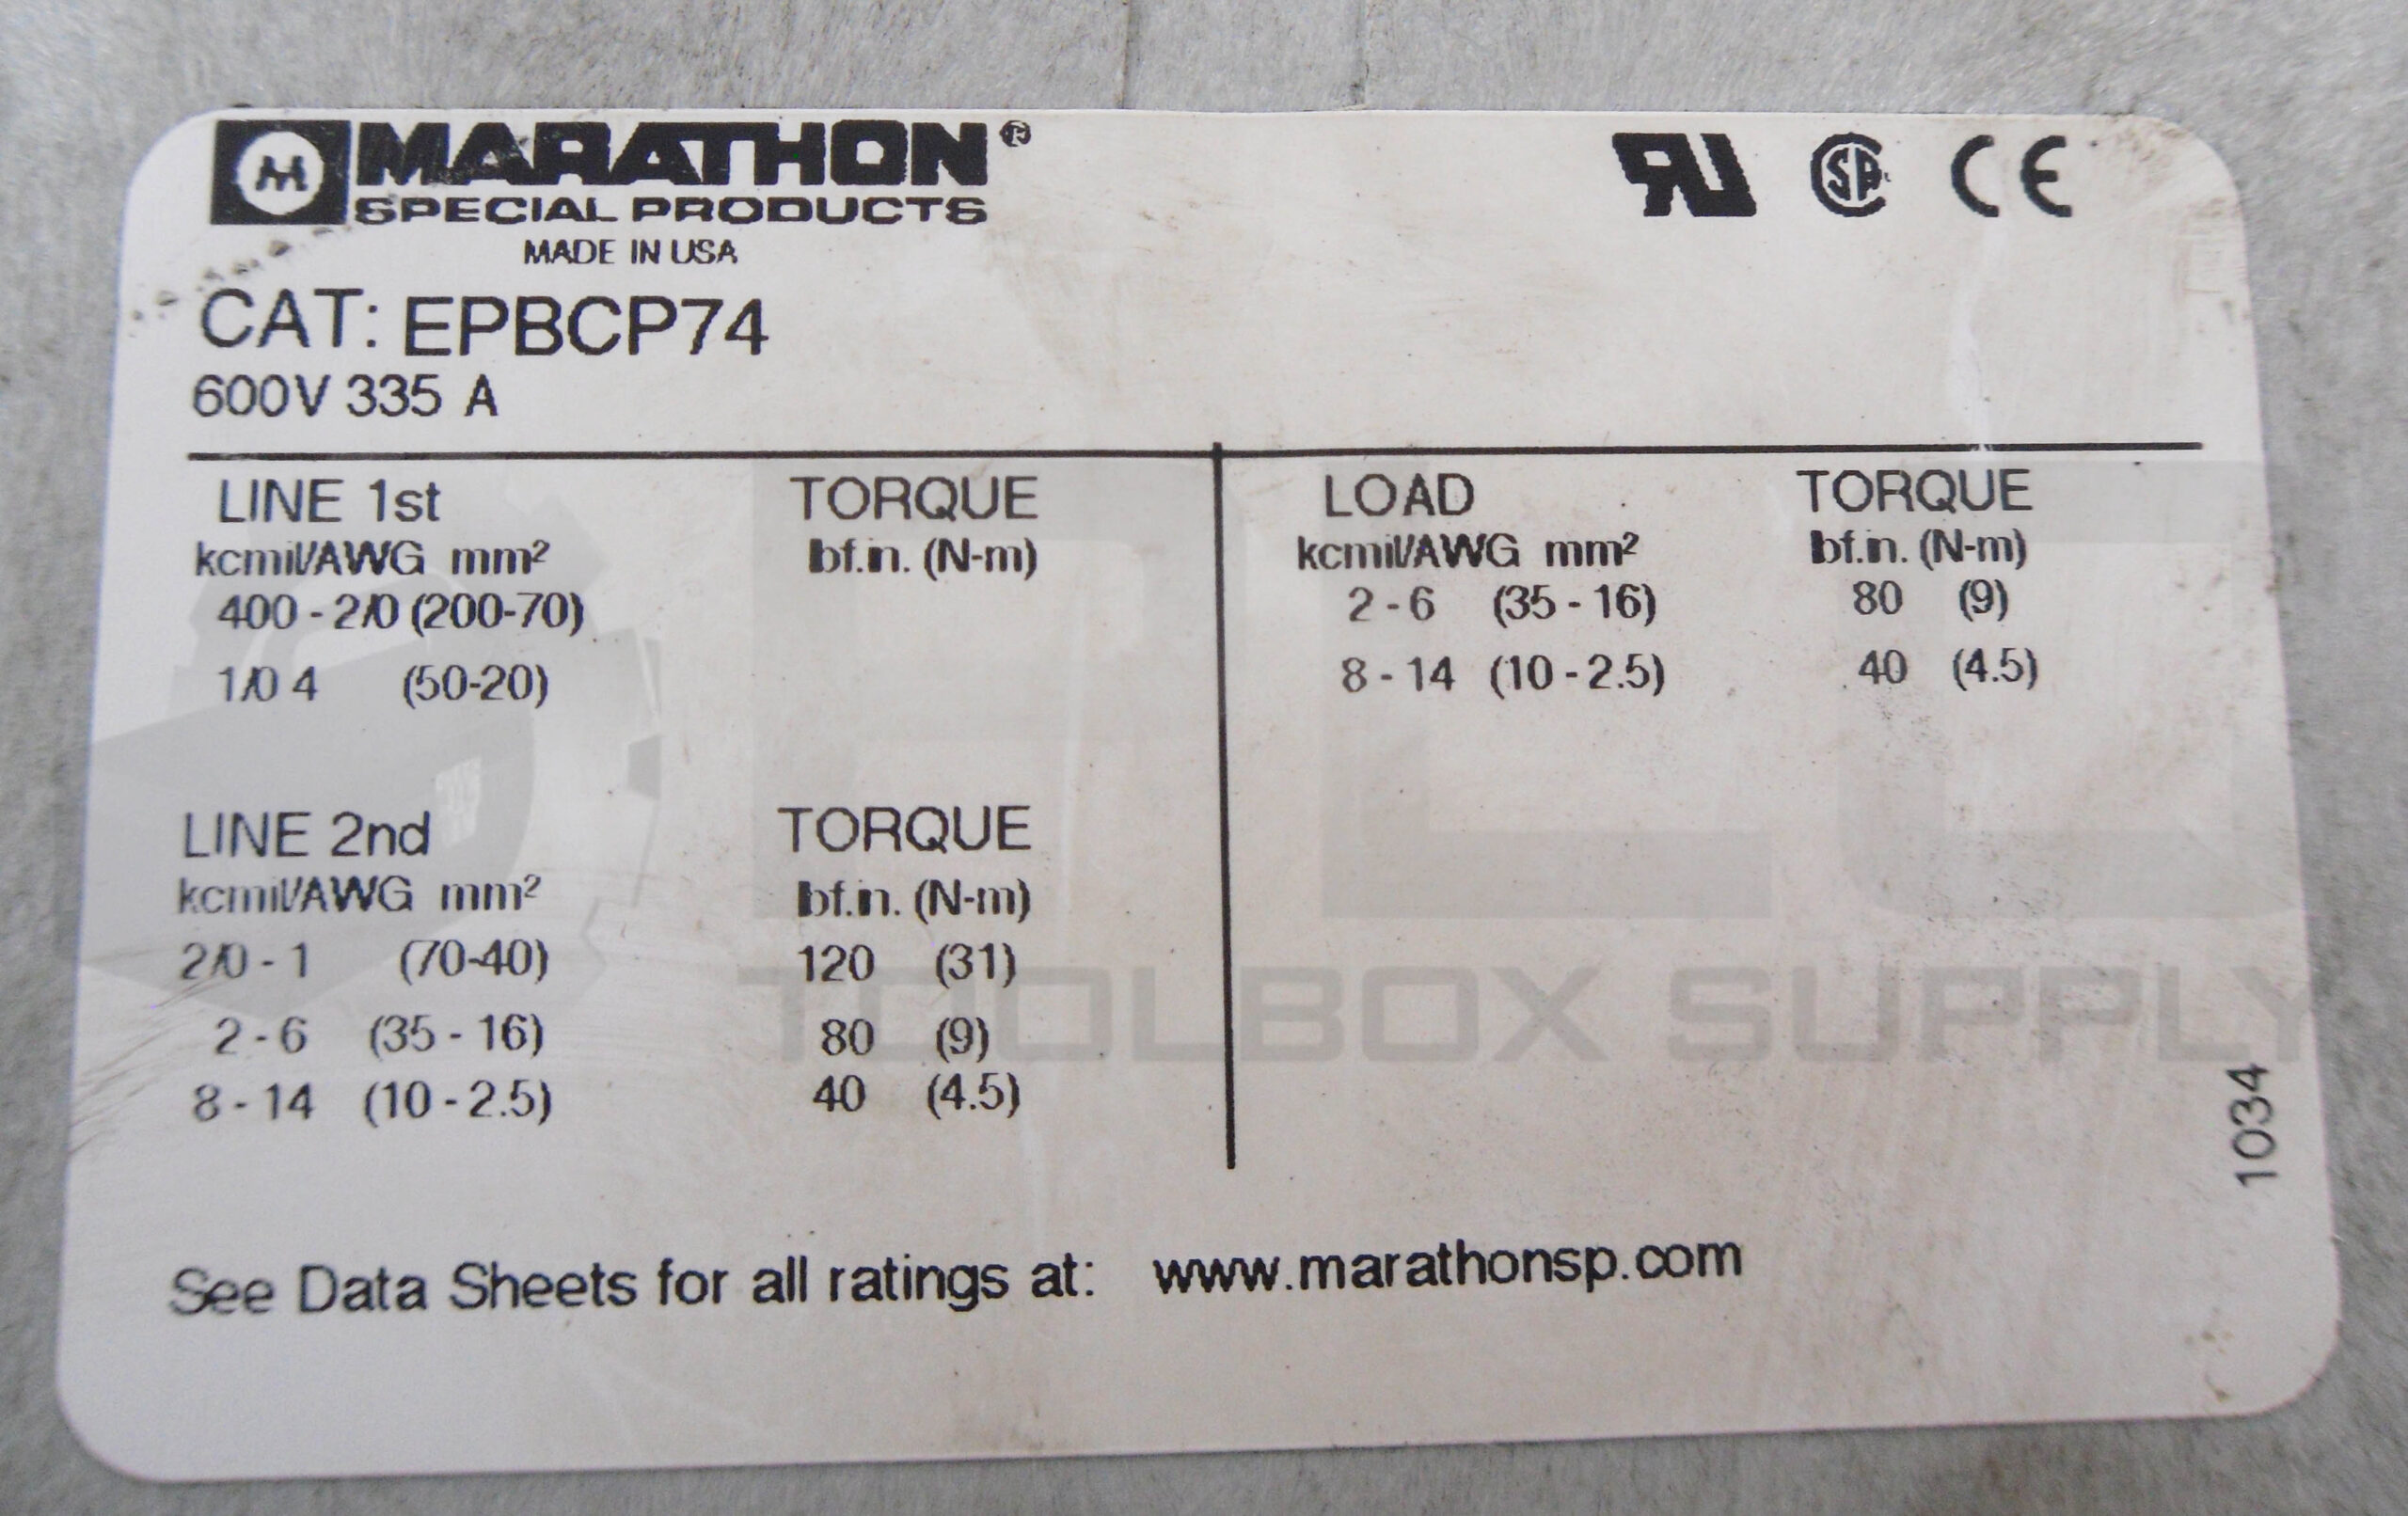 MARATHON®
SPECIAL PRODUCTS
MADE IN USA
CAT: EPBCP74
600V 335 A
LINE 1st TORQUE
kcmil/AWG mm² lbf.in. (N-m)
400 - 2/0 (200-70)
1/0 4 (50-20)
LINE 2nd TORQUE
kcmil/AWG mm² lbf.in. (N-m)
2/0 - 1 (70-40) 120 (31)
2 - 6 (35 - 16) 80 (9)
8 - 14 (10 - 2.5) 40 (4.5)
LOAD TORQUE
kcmil/AWG mm² lbf.in. (N-m)
2 - 6 (35 - 16) 80 (9)
8 - 14 (10 - 2.5) 40 (4.5)
TOOLBOX SUPPLY
1034
See Data Sheets for all ratings at: www.marathonsp.com